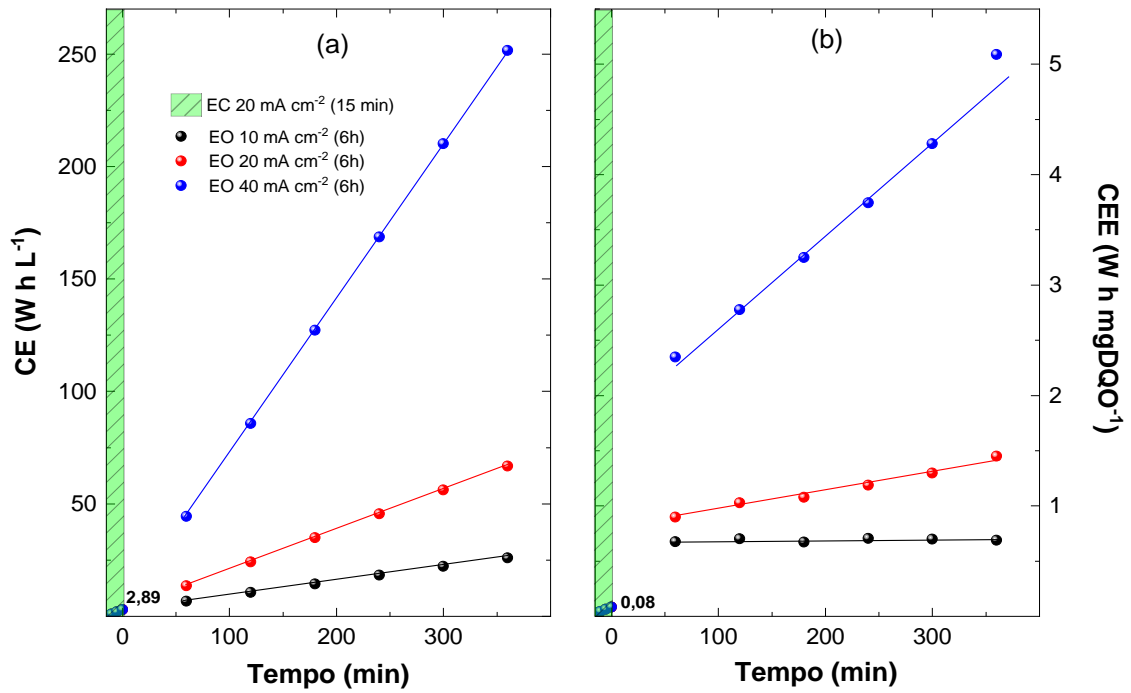 (a)
250
200
150
100
50
CE (W h L⁻¹)
EC 20 mA cm⁻² (15 min)
EO 10 mA cm⁻² (6h)
EO 20 mA cm⁻² (6h)
EO 40 mA cm⁻² (6h)
2,89
0 100 200 300
Tempo (min)
(b)
5
4
3
2
1
CEE (W h mgDQO⁻¹)
0,08
0 100 200 300
Tempo (min)